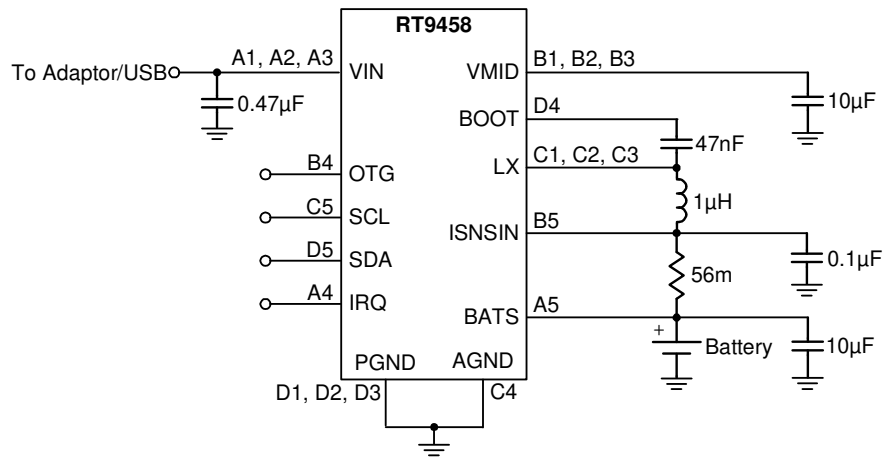 RT9458
To Adaptor/USB
A1, A2, A3
VIN
VMID
B1, B2, B3
0.47µF
10µF
BOOT
D4
47nF
B4
OTG
LX
C1, C2, C3
1µH
C5
SCL
ISNSIN
B5
D5
SDA
0.1µF
56m
A4
IRQ
BATS
A5
+
Battery
10µF
PGND
AGND
D1, D2, D3
C4